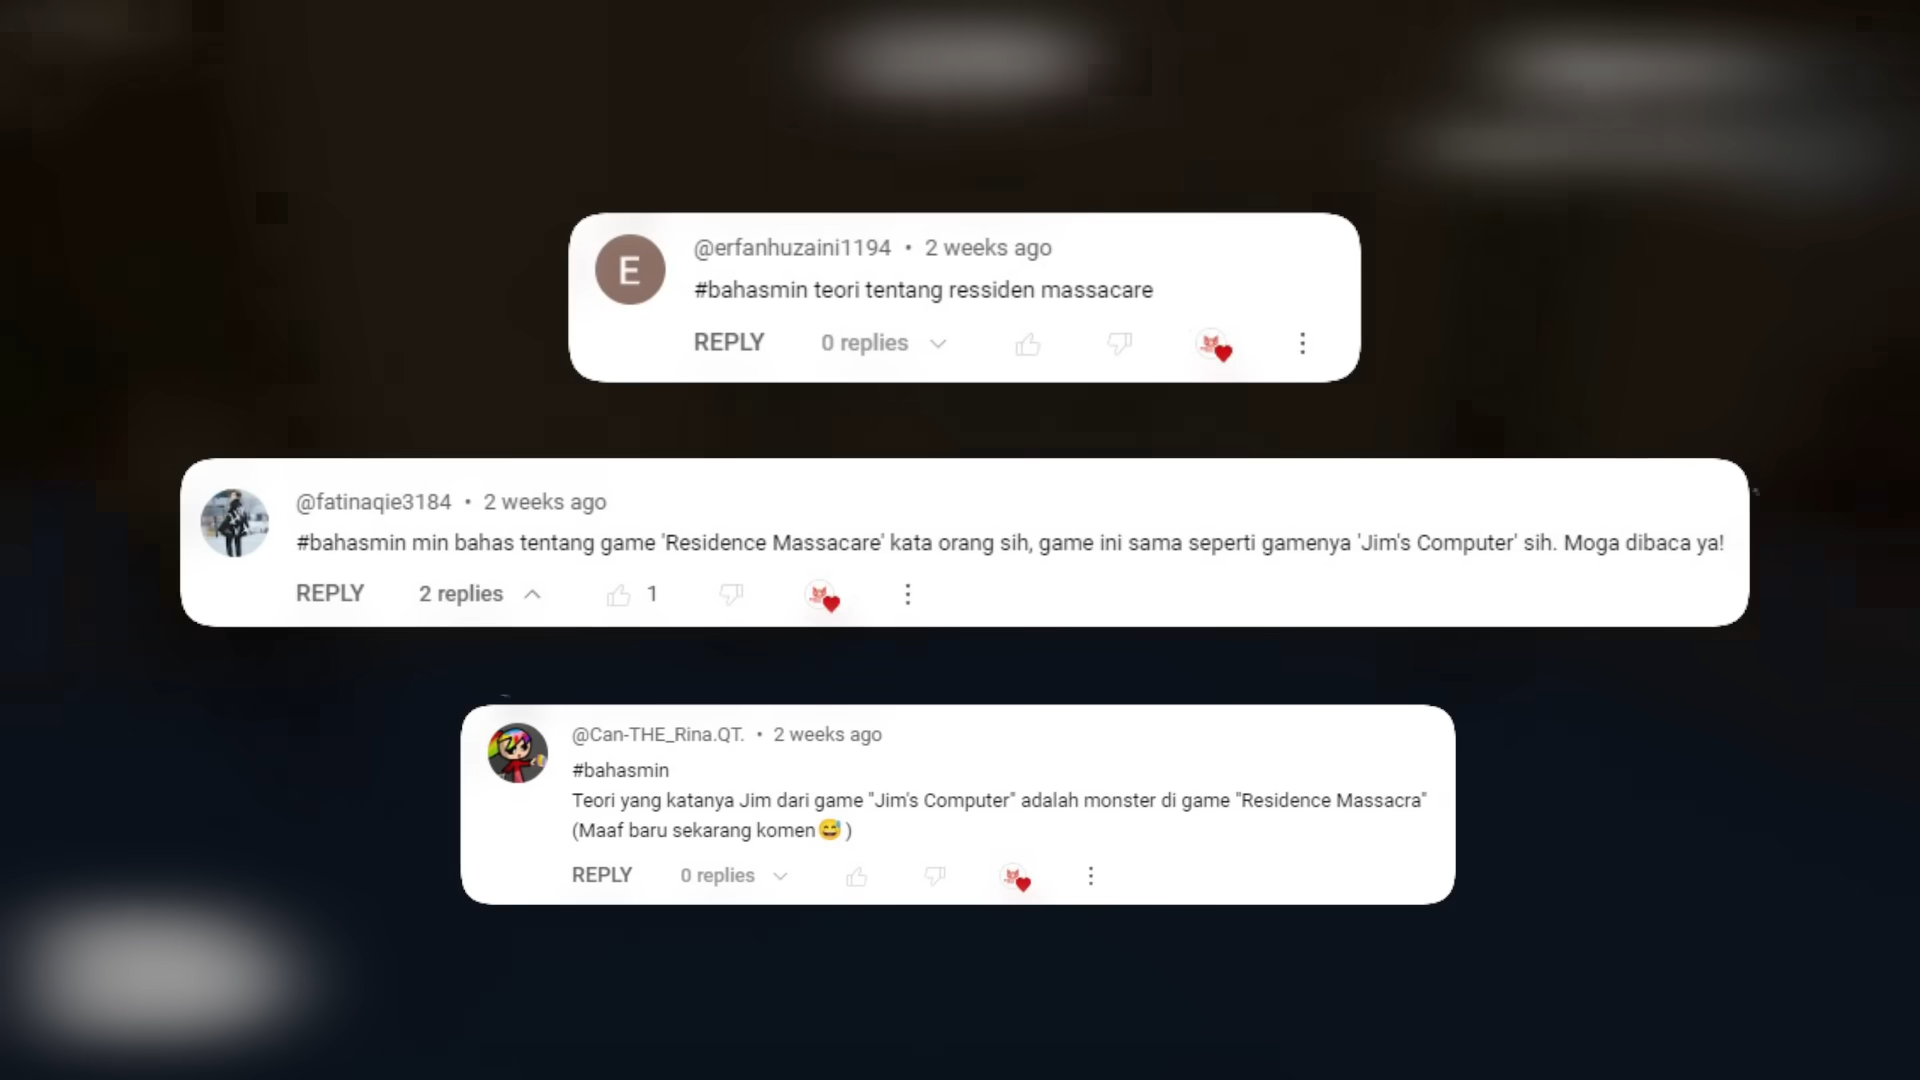 E
@erfanhuzaini1194 • 2 weeks ago
#bahasmin teori tentang ressiden massacare
REPLY 0 replies
@fatinaqie3184 • 2 weeks ago
#bahasmin min bahas tentang game 'Residence Massacare' kata orang sih, game ini sama seperti gamenya 'Jim's Computer' sih. Moga dibaca ya!
REPLY 2 replies 1
@Can-THE_Rina.QT. • 2 weeks ago
#bahasmin
Teori yang katanya Jim dari game "Jim's Computer" adalah monster di game "Residence Massacra"
(Maaf baru sekarang komen😅 )
REPLY 0 replies